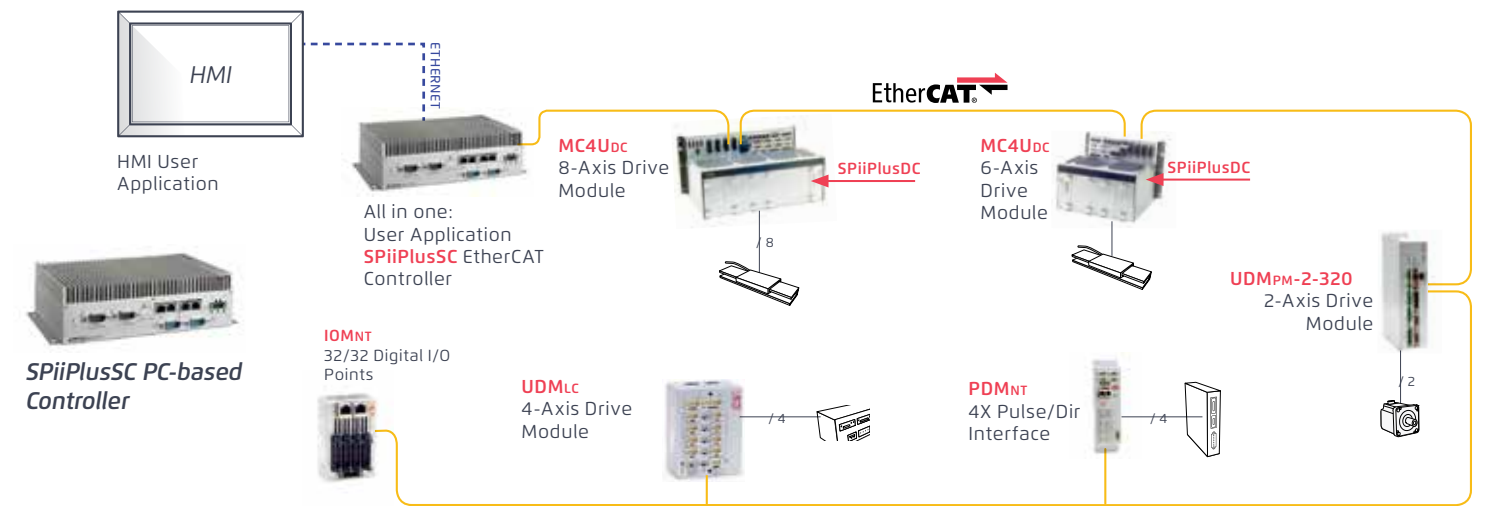 HMI
ETHERNET
HMI User
Application
EtherCAT®
MC4UDC
8-Axis Drive
Module
SPiiPlusDC
MC4UDC
6-Axis
Drive
Module
SPiiPlusDC
All in one:
User Application
SPiiPlusSC EtherCAT
Controller
/ 8
UDMPM-2-320
2-Axis Drive
Module
SPiiPlusSC PC-based
Controller
IOMNT
32/32 Digital I/O
Points
UDMLC
4-Axis Drive
Module
/ 4
PDMNT
4X Pulse/Dir
Interface
/ 4
/ 2